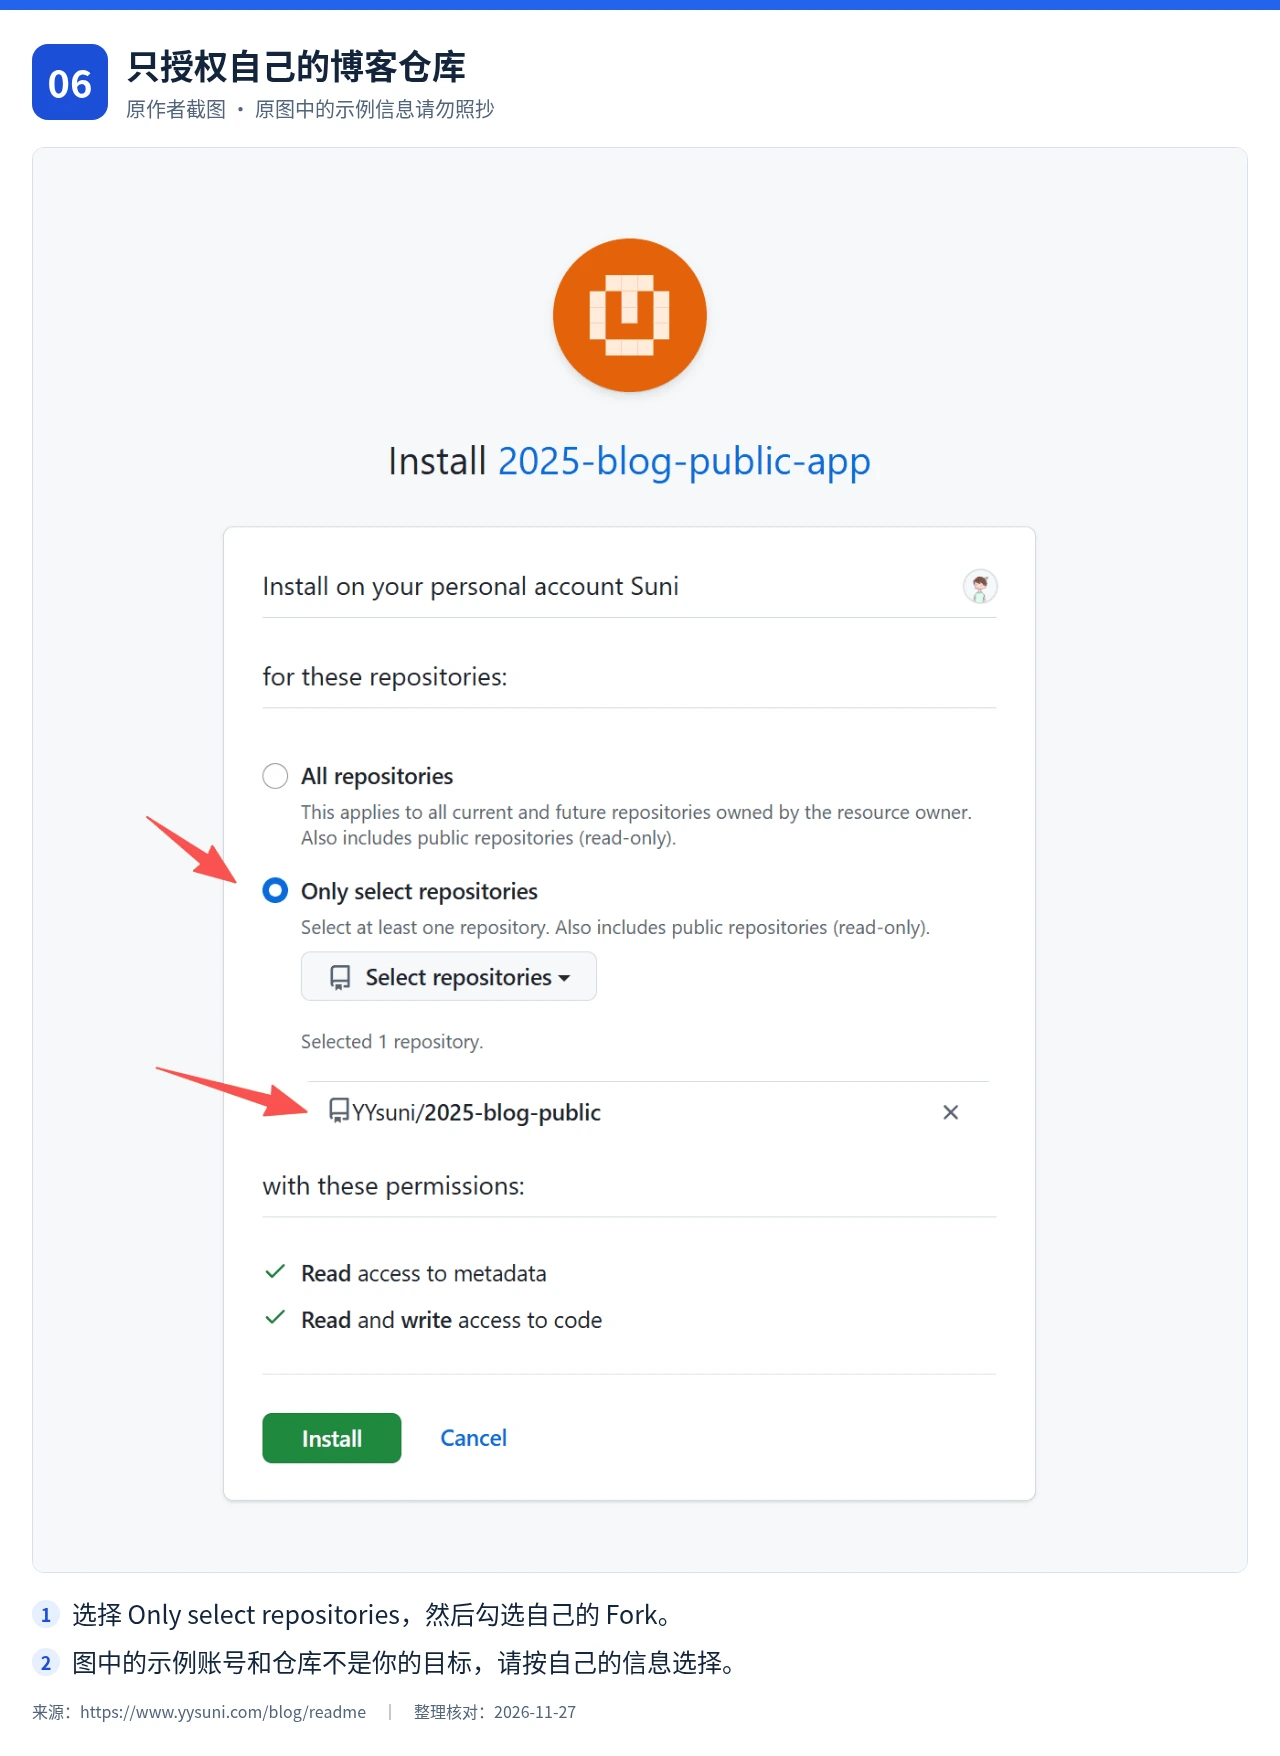 06
只授权自己的博客仓库
原作者截图 · 原图中的示例信息请勿照抄
Install 2025-blog-public-app
Install on your personal account Suni
for these repositories:
All repositories
This applies to all current and future repositories owned by the resource owner.
Also includes public repositories (read-only).
Only select repositories
Select at least one repository. Also includes public repositories (read-only).
Select repositories
Selected 1 repository.
YYsuni/2025-blog-public
with these permissions:
Read access to metadata
Read and write access to code
Install
Cancel
1 选择 Only select repositories，然后勾选自己的 Fork。
2 图中的示例账号和仓库不是你的目标，请按自己的信息选择。
来源：https://www.yysuni.com/blog/readme | 整理核对：2026-11-27